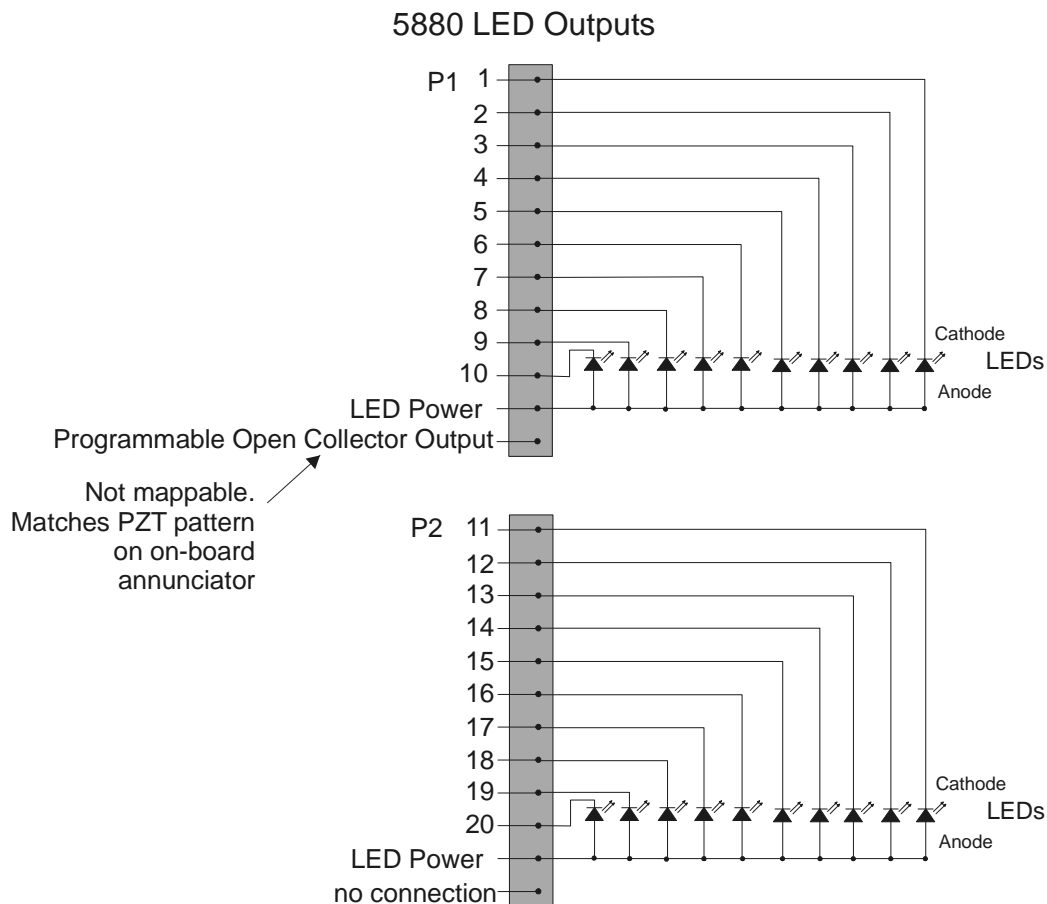 5880 LED Outputs
P1 1
2
3
4
5
6
7
8
9
10
LED Power
Programmable Open Collector Output
Cathode
LEDs
Anode
Not mappable.
Matches PZT pattern
on on-board
annunciator
P2 11
12
13
14
15
16
17
18
19
20
LED Power
no connection
Cathode
LEDs
Anode